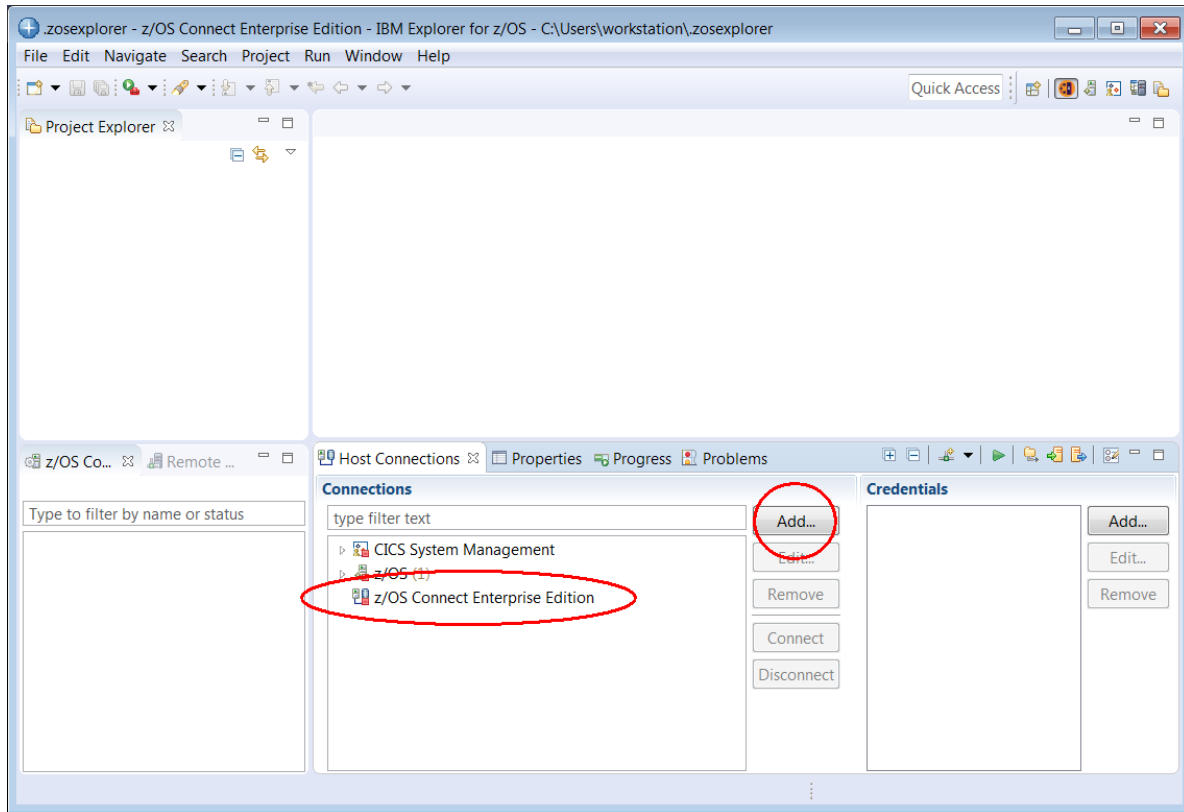 .zosexplorer - z/OS Connect Enterprise Edition - IBM Explorer for z/OS - C:\Users\workstation\.zosexplorer
File Edit Navigate Search Project Run Window Help
Quick Access
Project Explorer
z/OS Co... Remote ...
Type to filter by name or status
Host Connections Properties Progress Problems
Connections
type filter text
CICS System Management
z/OS (1)
z/OS Connect Enterprise Edition
Add...
Edit...
Remove
Connect
Disconnect
Credentials
Add...
Edit...
Remove